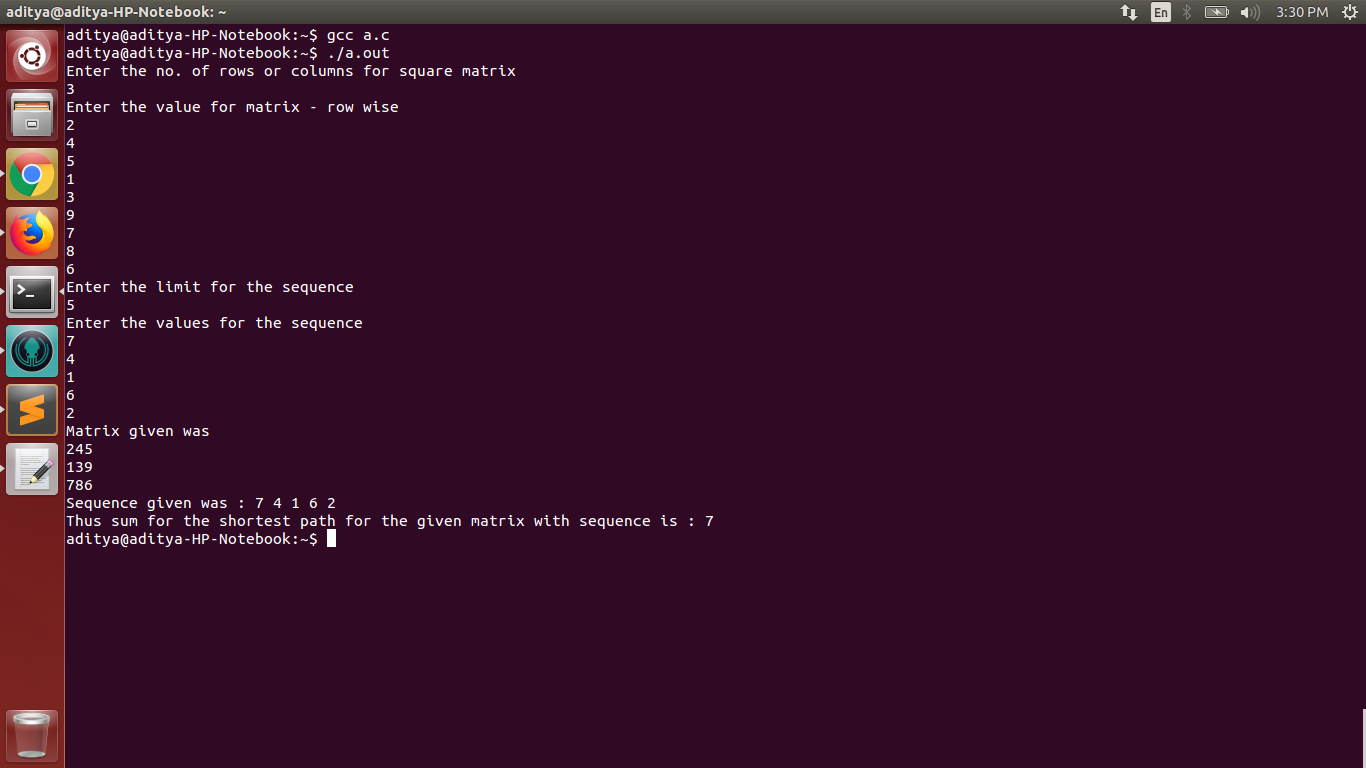 aditya@aditya-HP-Notebook: ~
En
3:30 PM
aditya@aditya-HP-Notebook:~$ gcc a.c
aditya@aditya-HP-Notebook:~$ ./a.out
Enter the no. of rows or columns for square matrix
3
Enter the value for matrix - row wise
2
4
5
1
3
9
7
8
6
Enter the limit for the sequence
5
Enter the values for the sequence
7
4
1
6
2
Matrix given was
245
139
786
Sequence given was : 7 4 1 6 2
Thus sum for the shortest path for the given matrix with sequence is : 7
aditya@aditya-HP-Notebook:~$